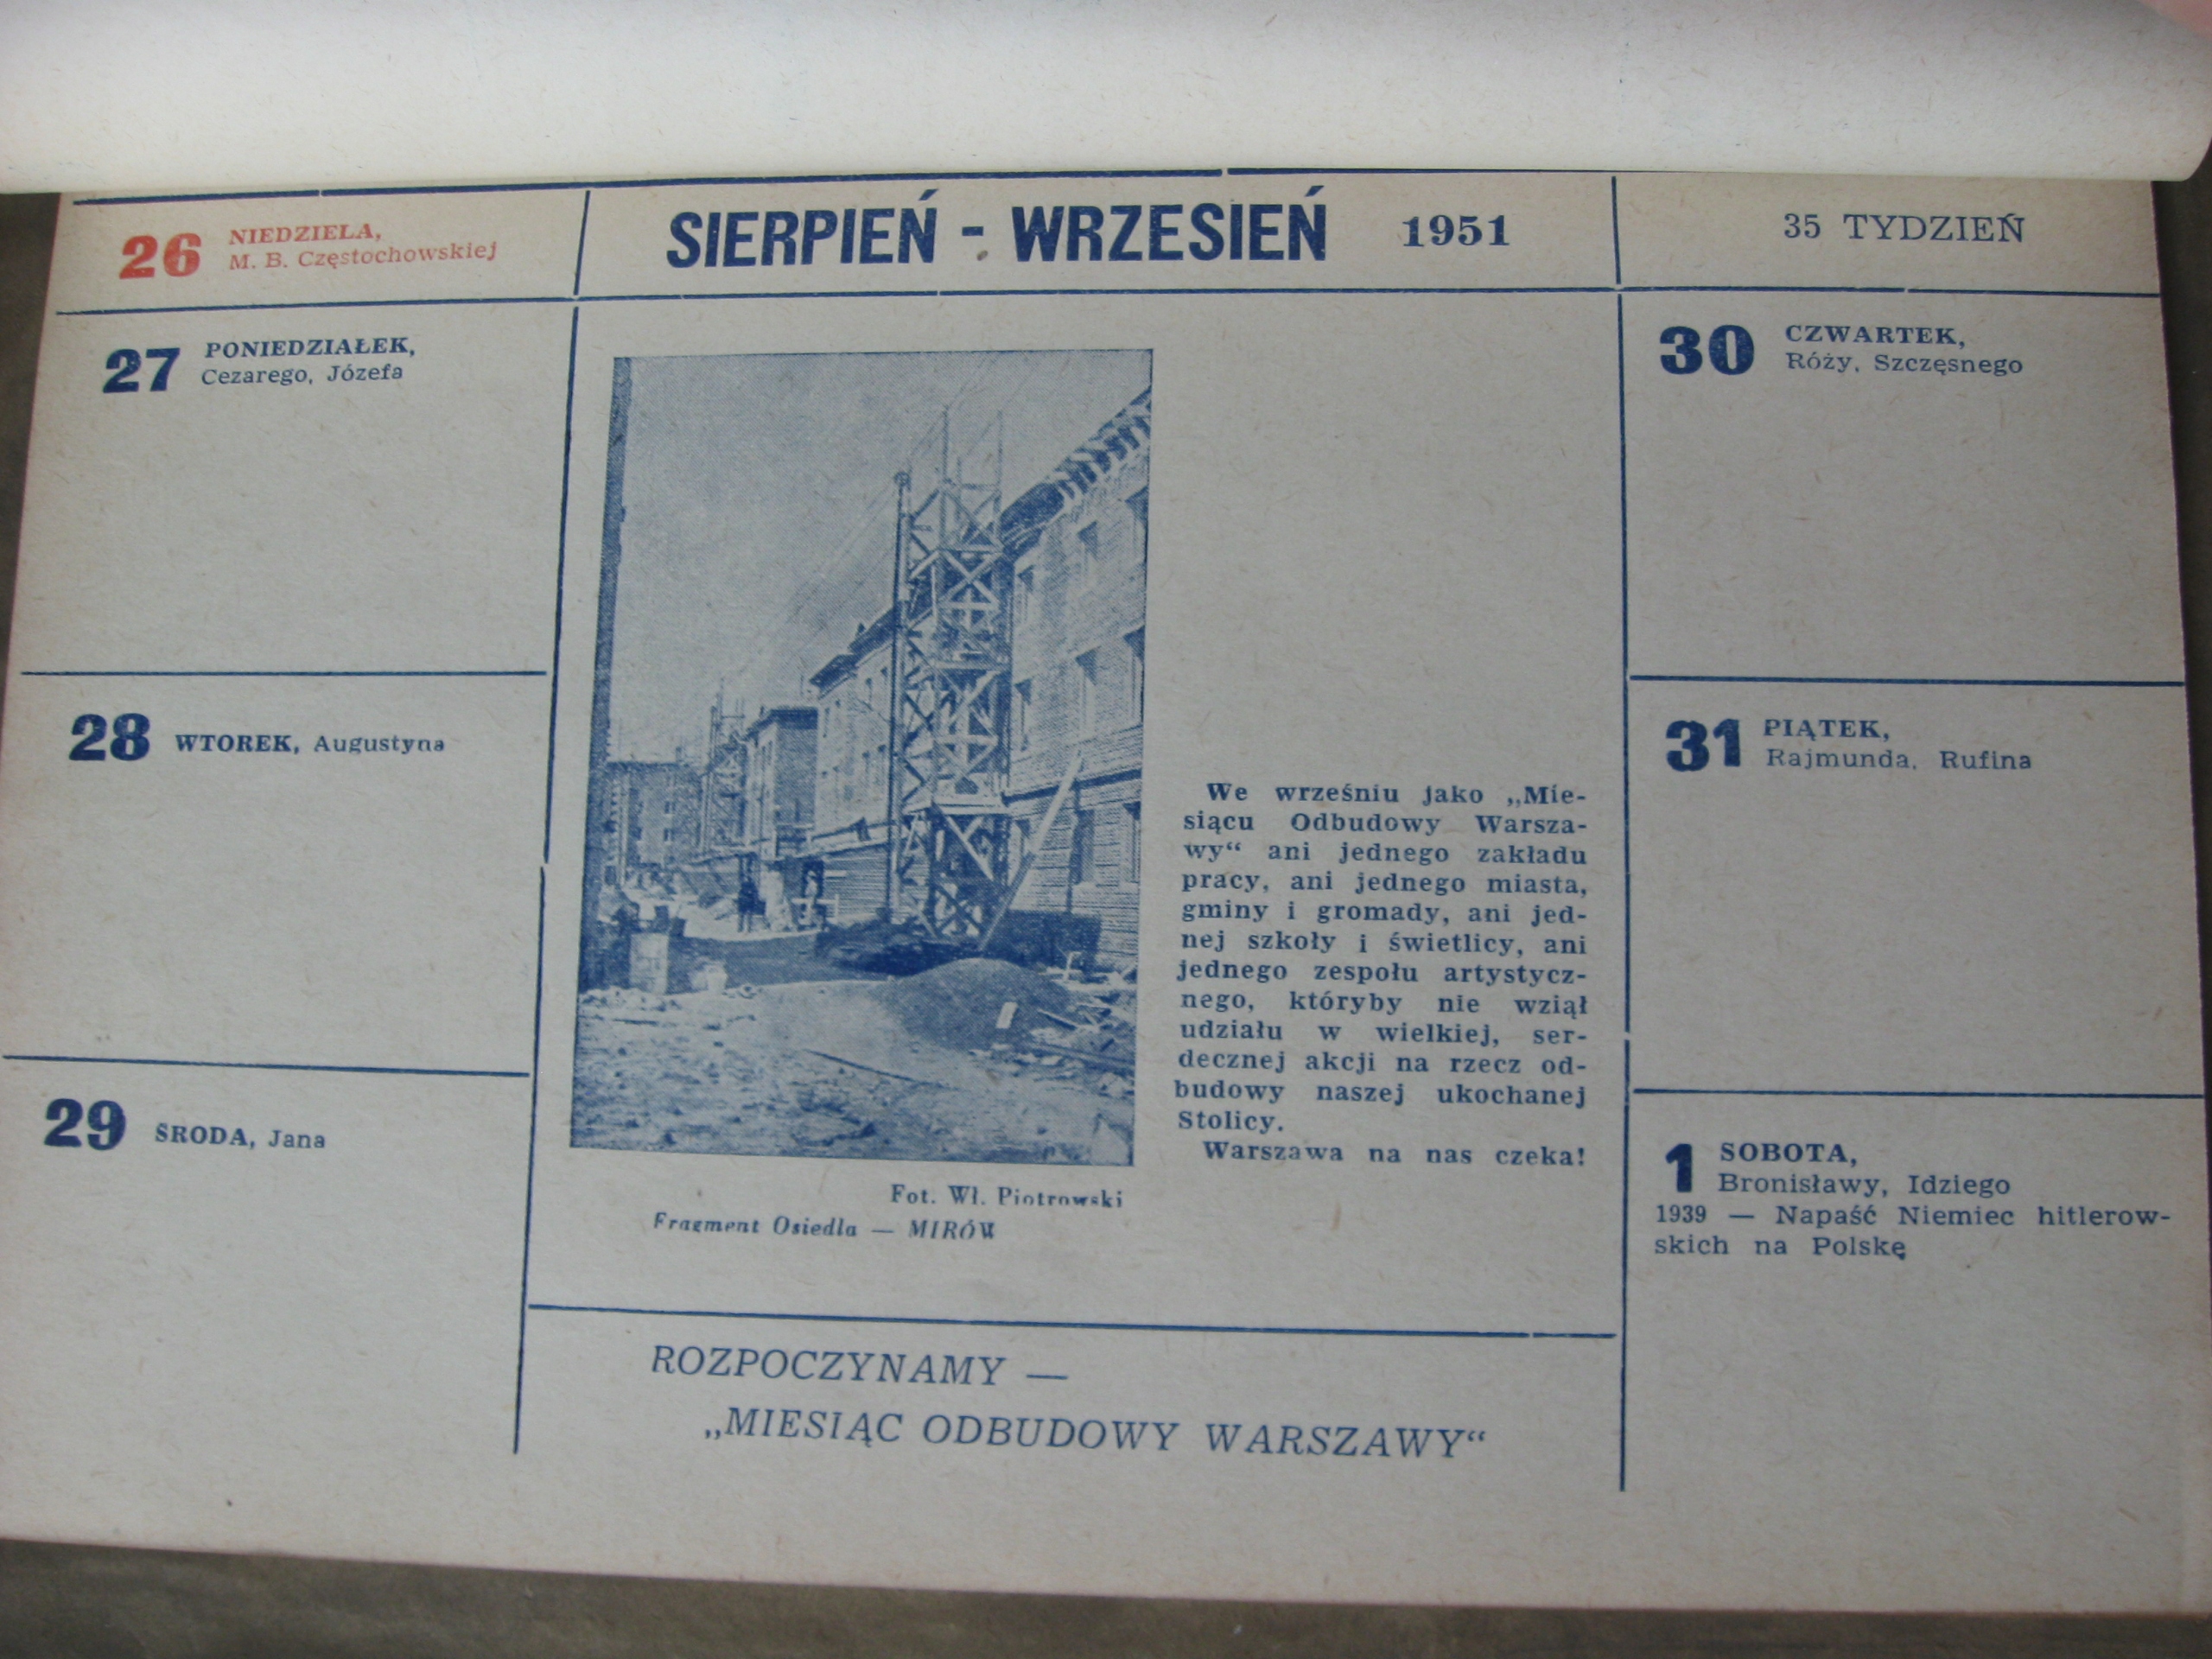 26 NIEDZIELA,
M. B. Częstochowskiej
SIERPIEŃ - WRZESIEŃ 1951
35 TYDZIEŃ
27 PONIEDZIAŁEK,
Cezarego, Józefa
28 WTOREK, Augustyna
29 ŚRODA, Jana
We wrześniu jako „Mie-
siącu Odbudowy Warsza-
wy“ ani jednego zakładu
pracy, ani jednego miasta,
gminy i gromady, ani jed-
nej szkoły i świetlicy, ani
jednego zespołu artystycz-
nego, któryby nie wziął
udziału w wielkiej, ser-
decznej akcji na rzecz od-
budowy naszej ukochanej
Stolicy.
Warszawa na nas czeka!
Fot. Wł. Piotrowski
Fragment Osiedla — MIRÓW
ROZPOCZYNAMY —
„MIESIĄC ODBUDOWY WARSZAWY“
30 CZWARTEK,
Róży, Szczęsnego
31 PIĄTEK,
Rajmunda, Rufina
1 SOBOTA,
Bronisławy, Idziego
1939 — Napaść Niemiec hitlerow-
skich na Polskę